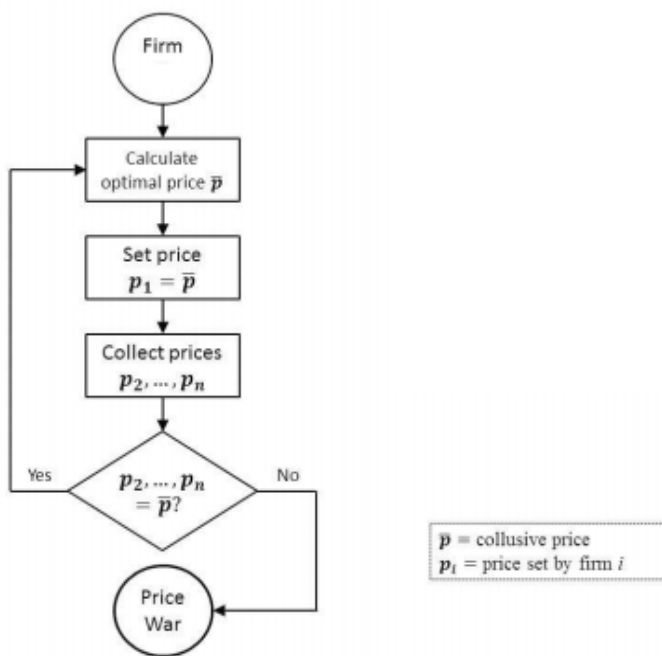 Firm
Calculate
optimal price p̅
Set price
p₁ = p̅
Collect prices
p₂, ..., pₙ
Yes
p₂, ..., pₙ
= p̅?
No
Price
War
p̅ = collusive price
pᵢ = price set by firm i